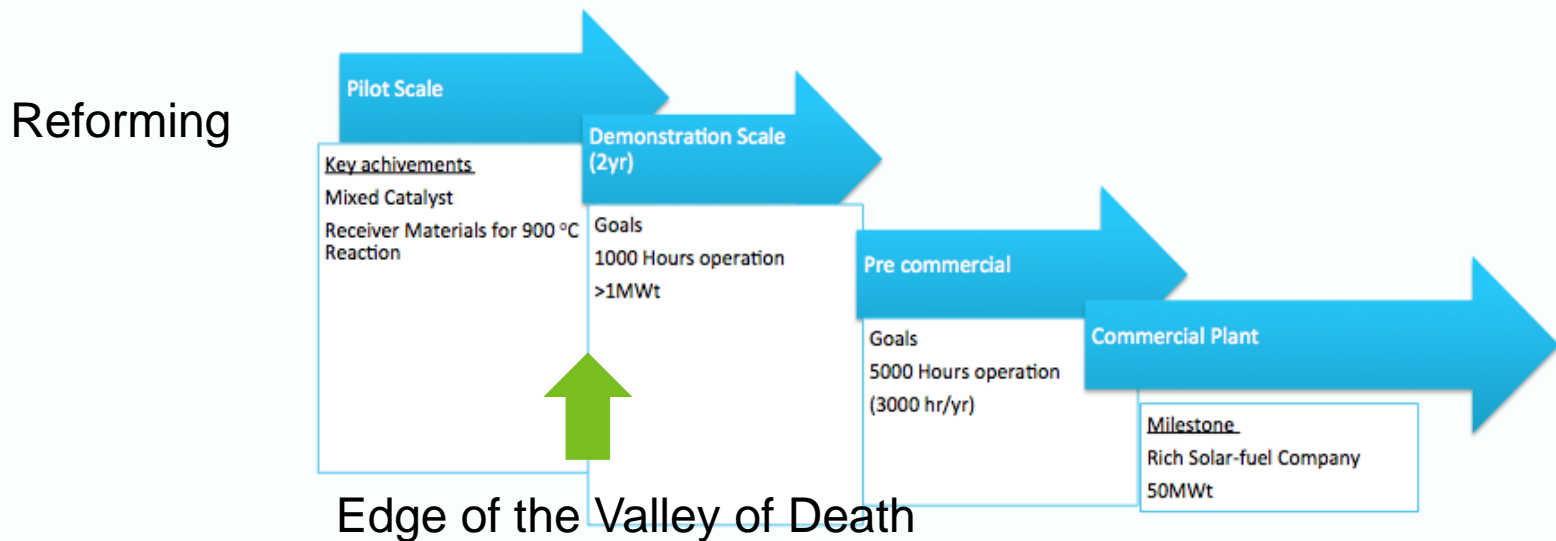 Reforming
Pilot Scale
Key achivements
Mixed Catalyst
Receiver Materials for 900 °C
Reaction
Demonstration Scale
(2yr)
Goals
1000 Hours operation
>1MWt
Pre commercial
Goals
5000 Hours operation
(3000 hr/yr)
Commercial Plant
Milestone
Rich Solar-fuel Company
50MWt
Edge of the Valley of Death